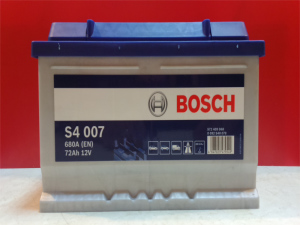 BOSCH
S4 007
680A (EN)
72Ah 12V